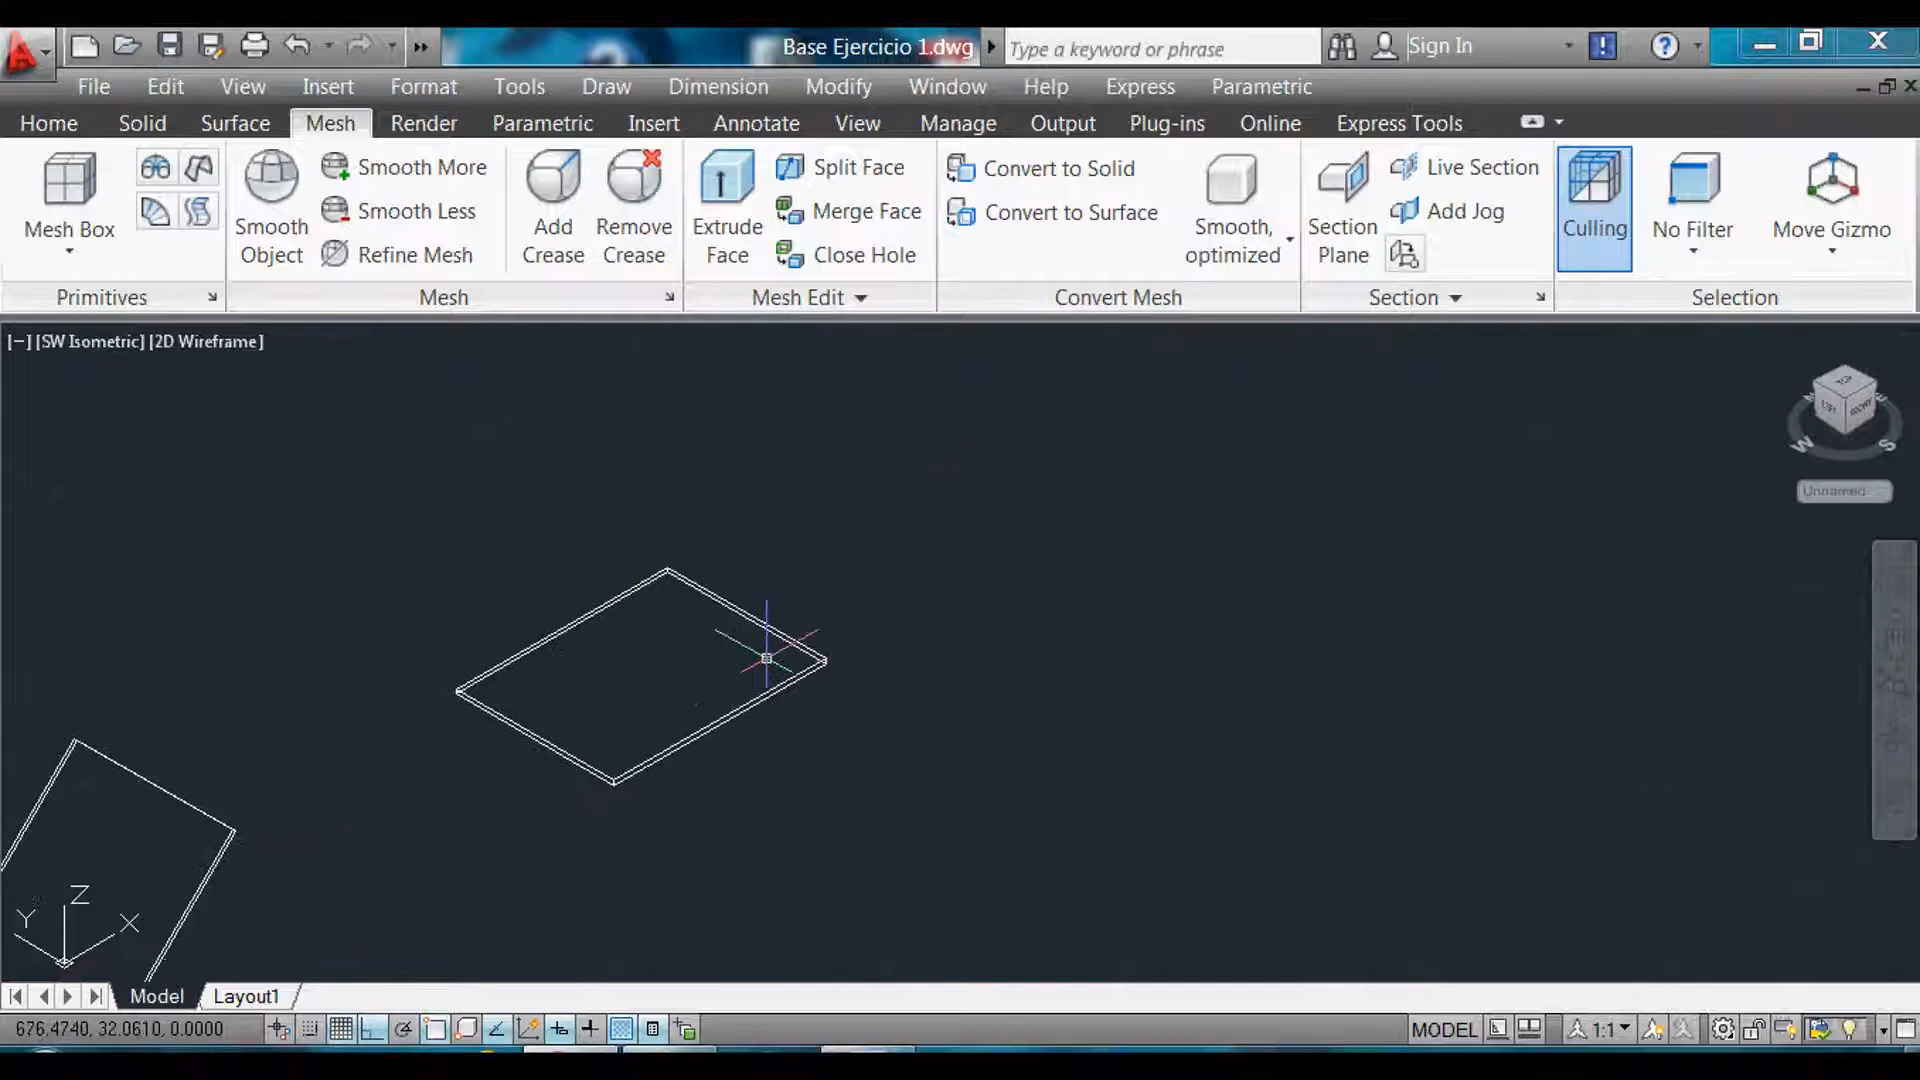 Base Ejercicio 1.dwg
Type a keyword or phrase
Sign In
File Edit View Insert Format Tools Draw Dimension Modify Window Help Express Parametric
Home Solid Surface Mesh Render Parametric Insert Annotate View Manage Output Plug-ins Online Express Tools
Mesh Box
Smooth Object
Smooth More
Smooth Less
Refine Mesh
Add Crease
Remove Crease
Extrude Face
Split Face
Merge Face
Close Hole
Convert to Solid
Convert to Surface
Smooth, optimized
Section Plane
Live Section
Add Jog
Culling
No Filter
Move Gizmo
Primitives Mesh Mesh Edit Convert Mesh Section Selection
[−] [SW Isometric] [2D Wireframe]
TOP
LEFT FRONT
W S
Unnamed
Z
Y X
Model Layout1
676.4740, 32.0610, 0.0000
MODEL
1:1